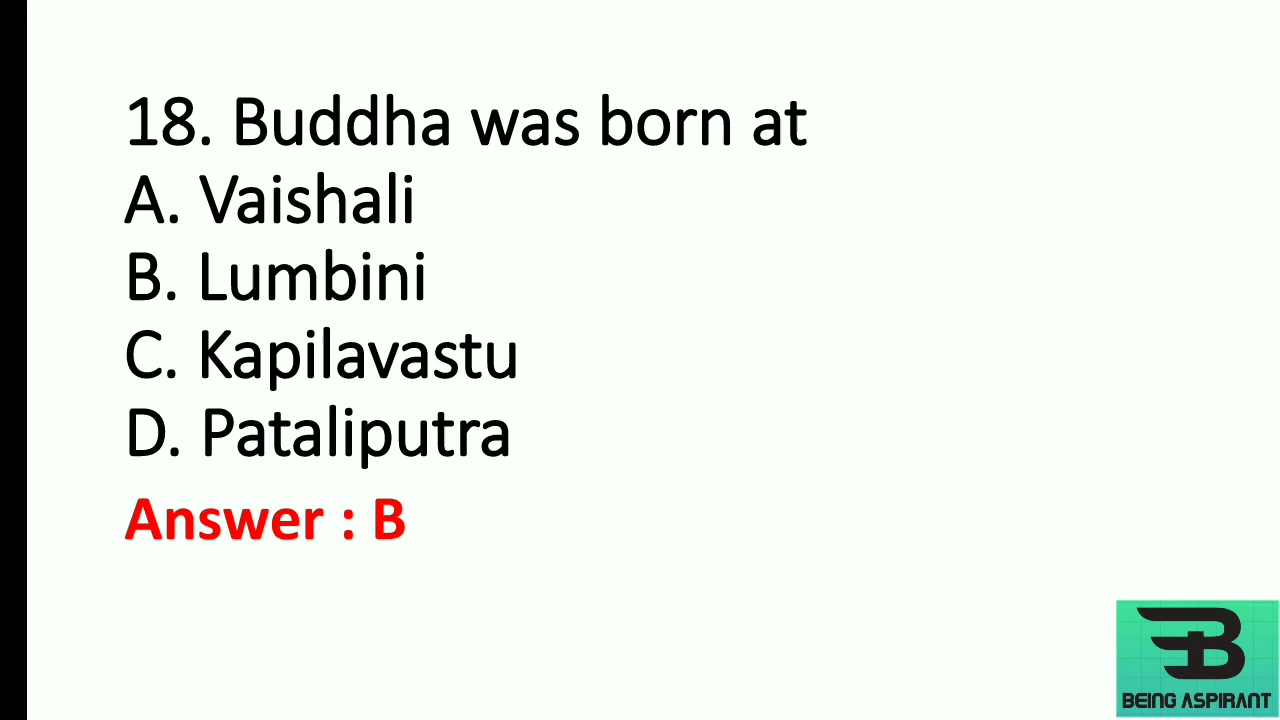 18. Buddha was born at
A. Vaishali
B. Lumbini
C. Kapilavastu
D. Pataliputra
Answer : B
B
BEING ASPIRANT